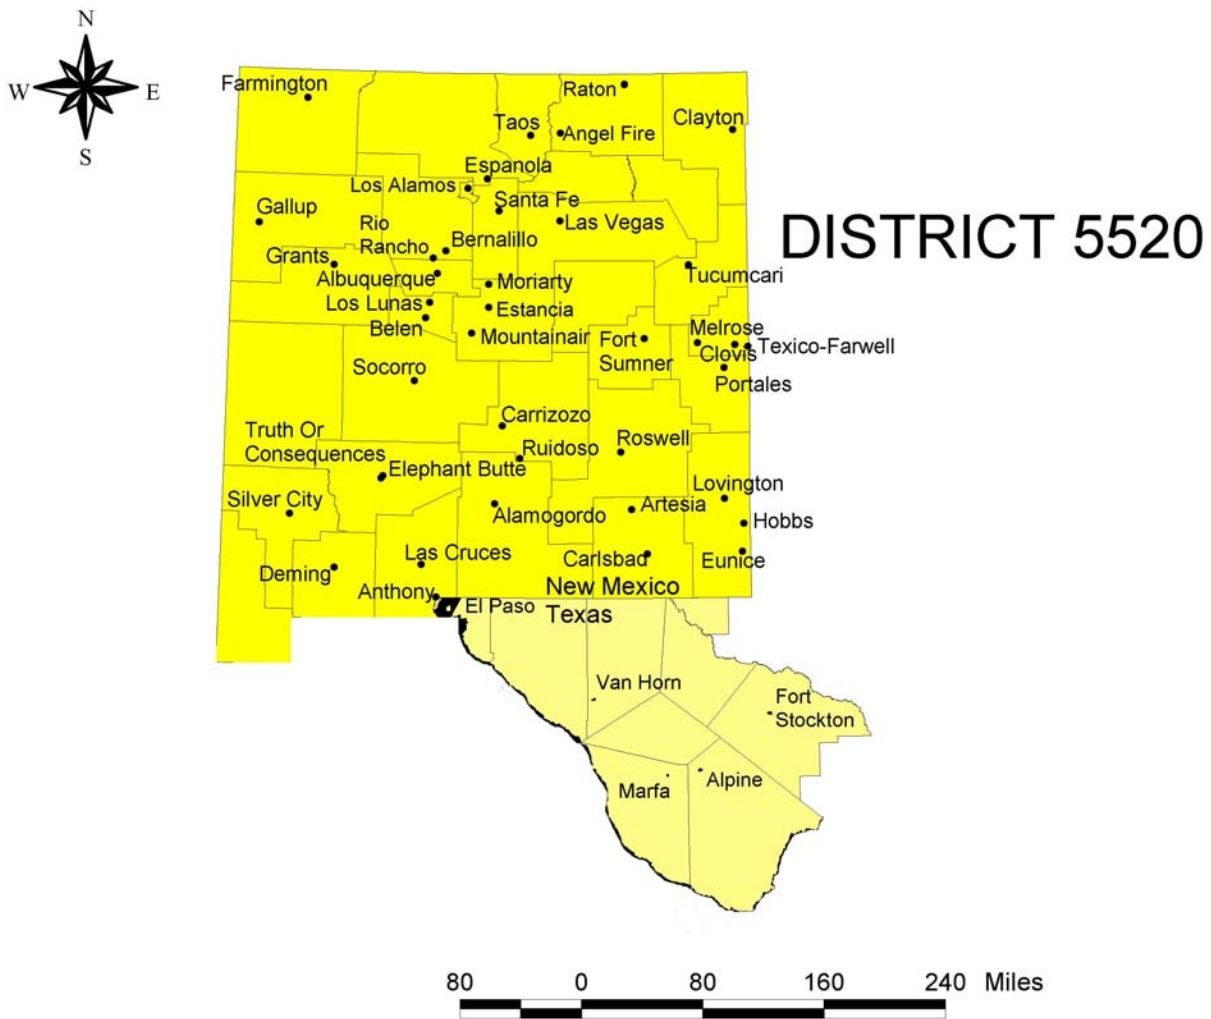 N
W
E
S
Farmington
Raton
Clayton
Taos
Angel Fire
Espanola
Los Alamos
Santa Fe
Gallup
Las Vegas
Rio
Rancho
Bernalillo
DISTRICT 5520
Grants
Albuquerque
Moriarty
Tucumcari
Los Lunas
Estancia
Belen
Mountainair
Fort
Sumner
Melrose
Texico-Farwell
Clovis
Socorro
Portales
Carrizozo
Truth Or
Consequences
Ruidoso
Roswell
Elephant Butte
Silver City
Lovington
Alamogordo
Artesia
Hobbs
Las Cruces
Carlsbad
Eunice
Deming
Anthony
New Mexico
El Paso
Texas
Van Horn
Fort
Stockton
Marfa
Alpine
80 0 80 160 240 Miles